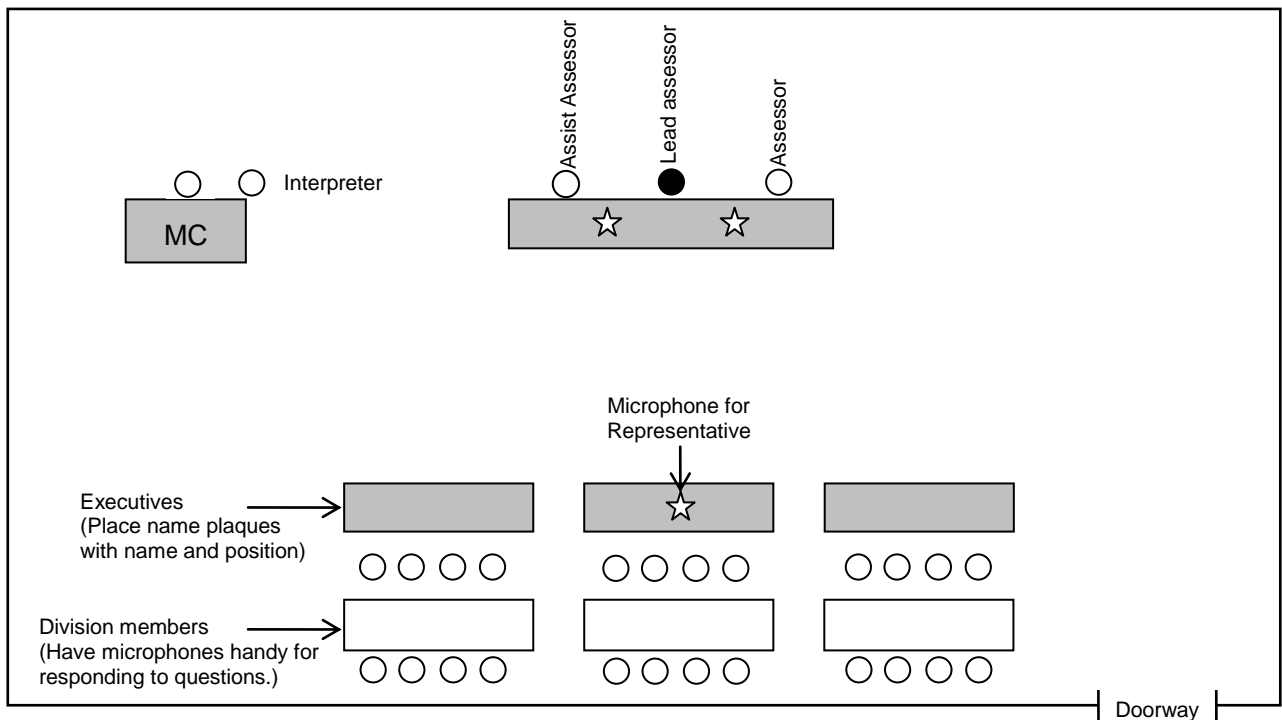 Assist Assessor
Lead assessor
Assessor
Interpreter
MC
Microphone for
Representative
Executives
(Place name plaques
with name and position)
Division members
(Have microphones handy for
responding to questions.)
Doorway